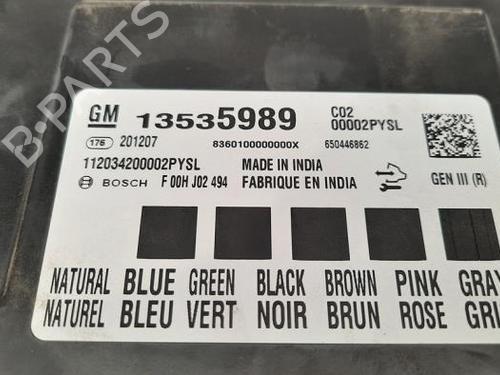 B-PARTS
GM 13535989 C02
00002PYSL
176 201207 8360100000000X 650446862
112034200002PYSL MADE IN INDIA
BOSCH F 00H J02 494 FABRIQUE EN INDIA GEN III (R)
NATURAL BLUE GREEN BLACK BROWN PINK GRA
NATUREL BLEU VERT NOIR BRUN ROSE GRI